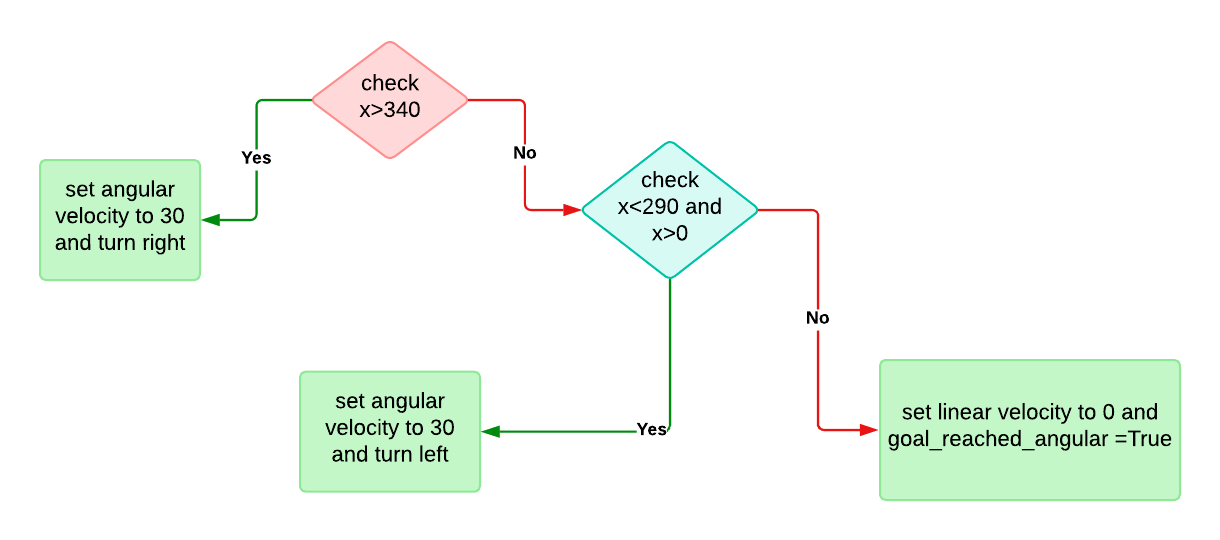 check
x>340
Yes
No
set angular
velocity to 30
and turn right
check
x<290 and
x>0
No
Yes
set angular
velocity to 30
and turn left
set linear velocity to 0 and
goal_reached_angular =True